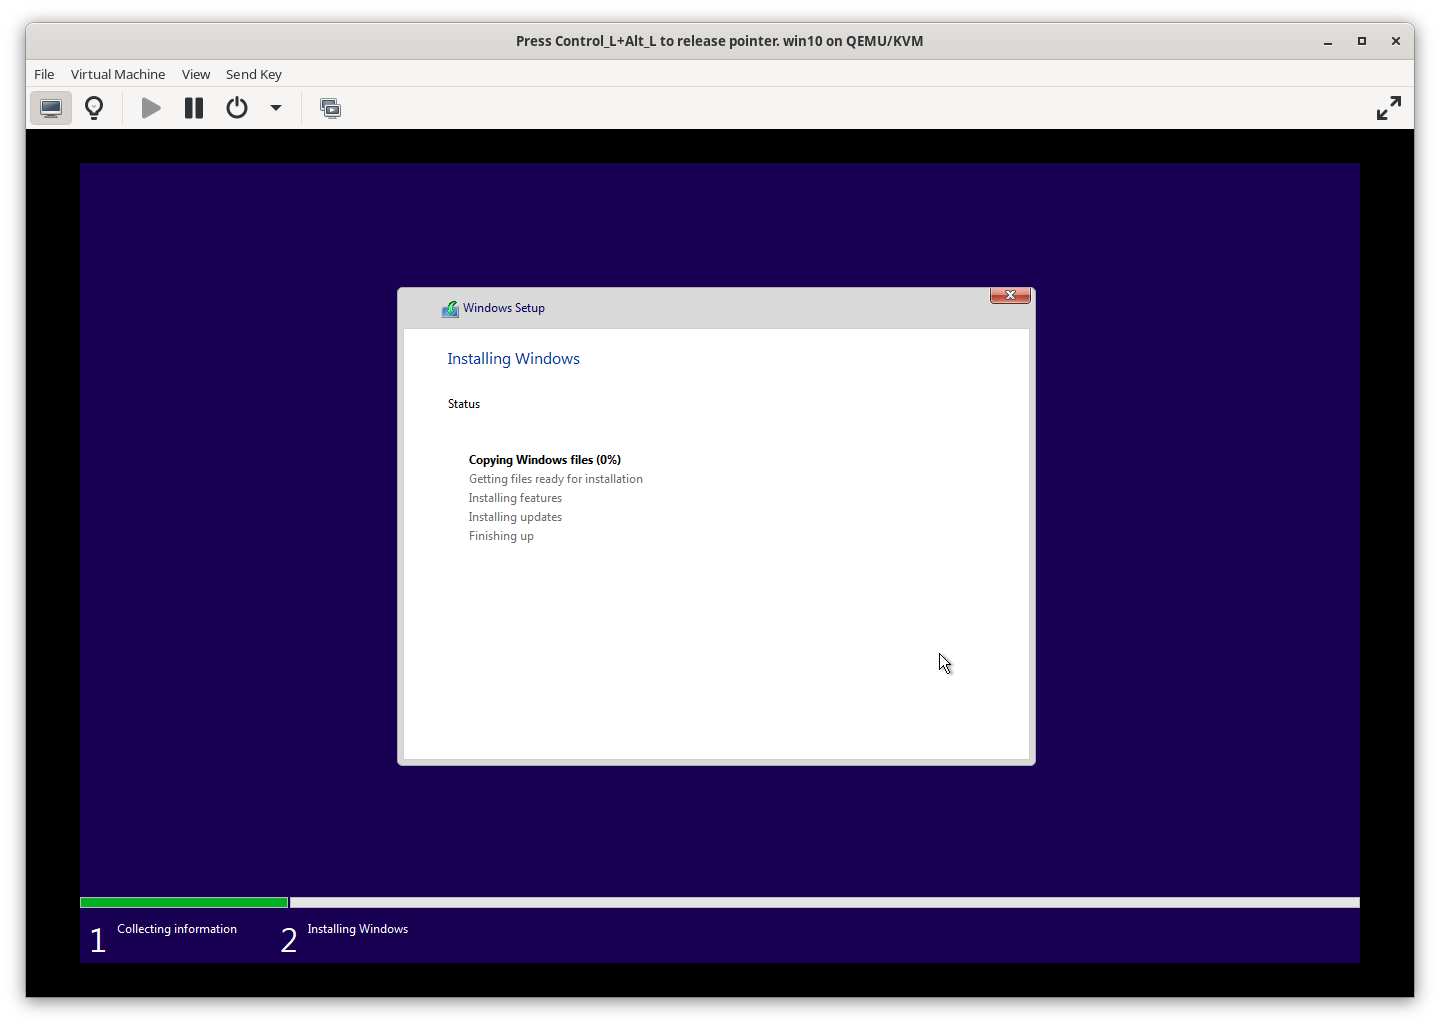 Press Control_L+Alt_L to release pointer. win10 on QEMU/KVM
File Virtual Machine View Send Key
Windows Setup
Installing Windows
Status
Copying Windows files (0%)
Getting files ready for installation
Installing features
Installing updates
Finishing up
1 Collecting information 2 Installing Windows